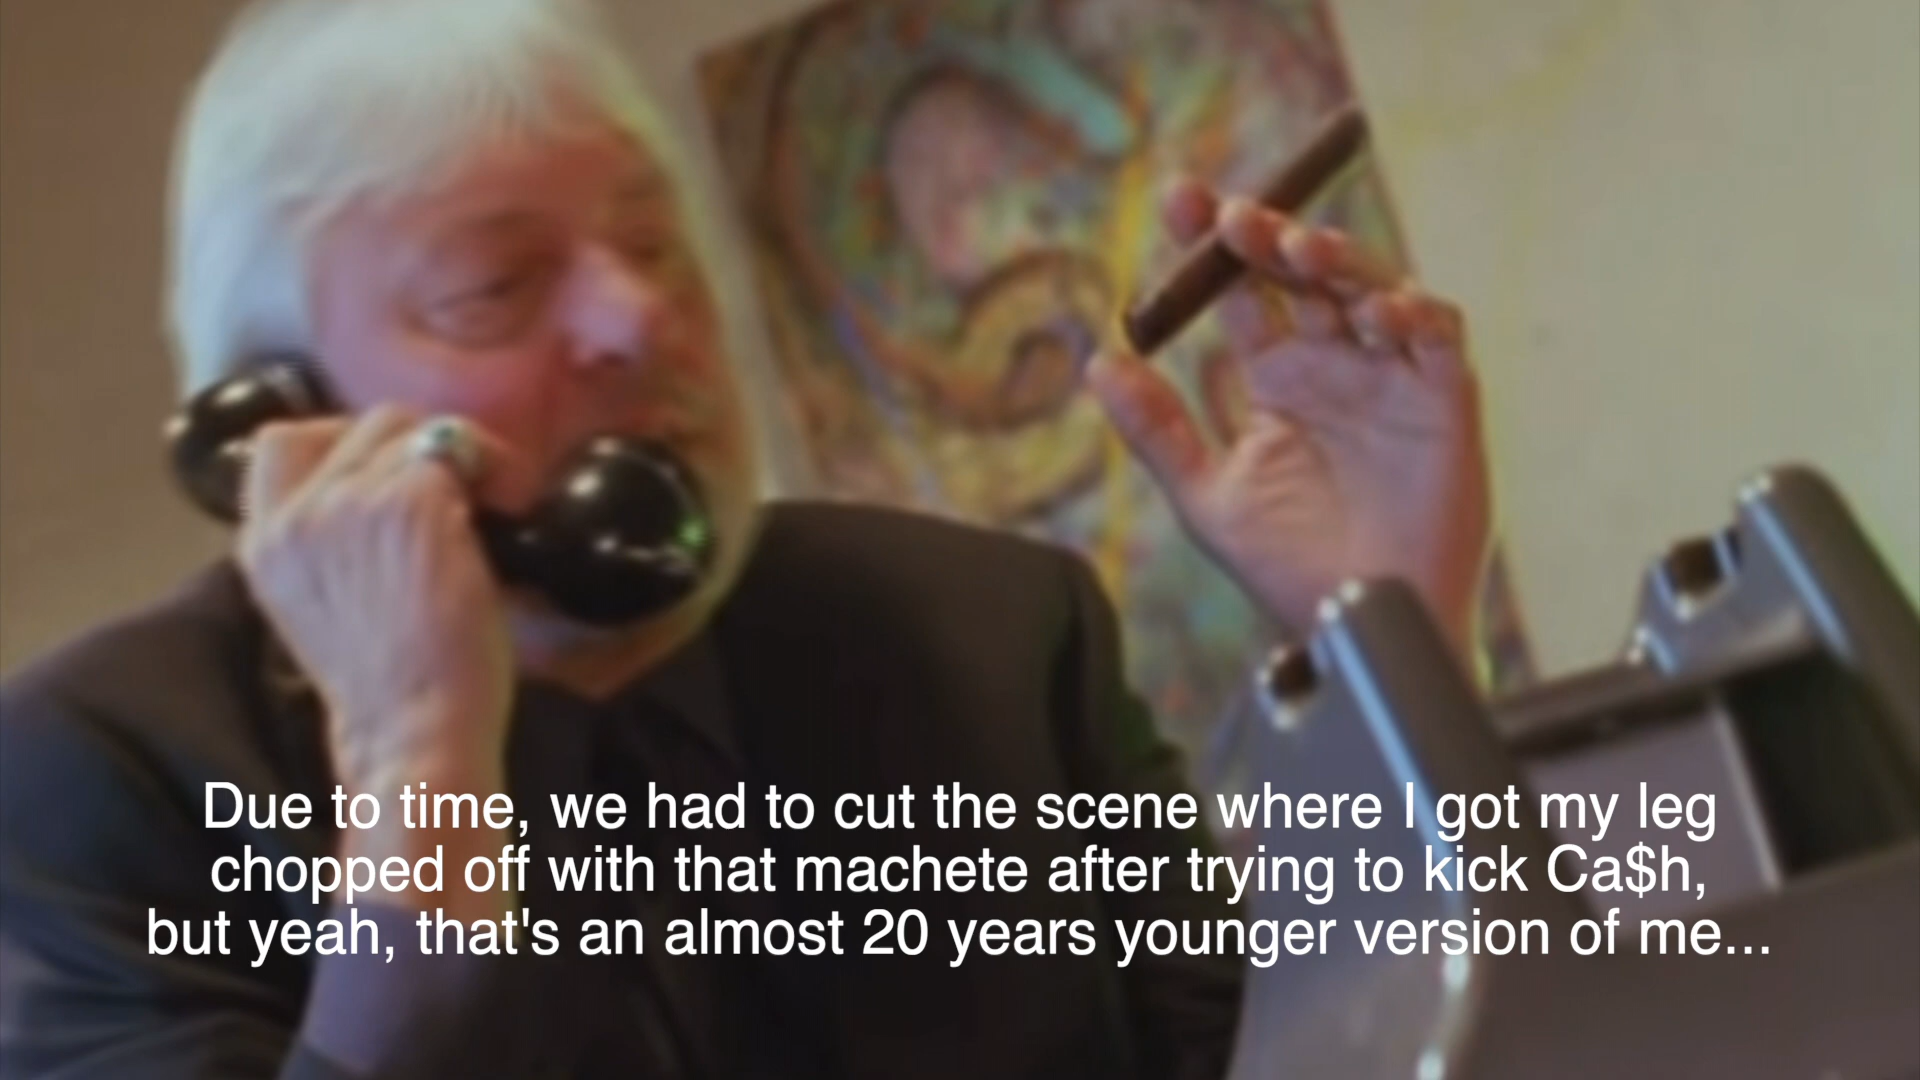 Due to time, we had to cut the scene where I got my leg
chopped off with that machete after trying to kick Ca$h,
but yeah, that's an almost 20 years younger version of me...